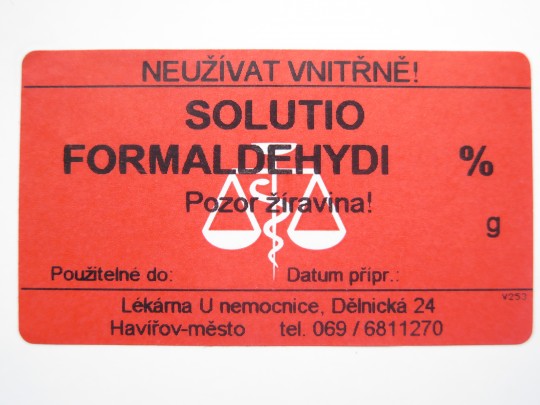 NEUŽÍVAT VNITŘNĚ!
SOLUTIO
FORMALDEHYDI %
Pozor žíravina!
g
Použitelné do: Datum přípr.:
V253
Lékárna U nemocnice, Dělnická 24
Havířov-město tel. 069 / 6811270